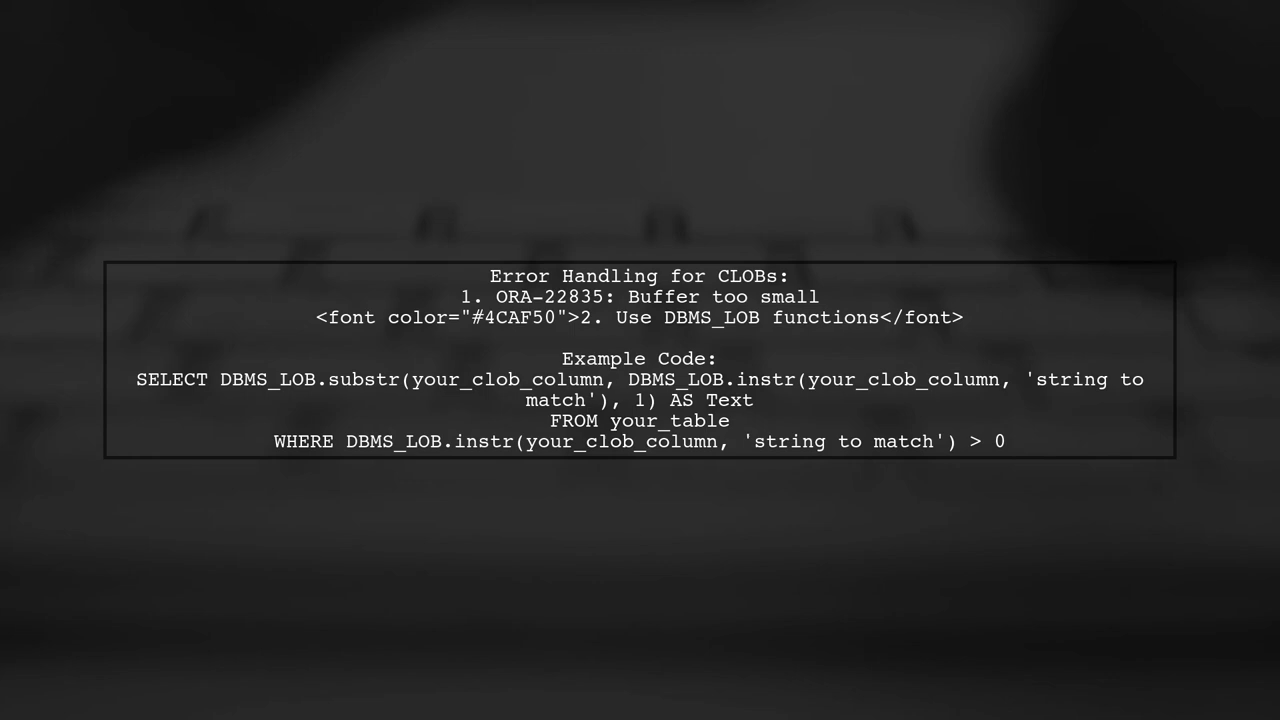 Error Handling for CLOBs:
1. ORA-22835: Buffer too small
<font color="#4CAF50">2. Use DBMS_LOB functions</font>
Example Code:
SELECT DBMS_LOB.substr(your_clob_column, DBMS_LOB.instr(your_clob_column, 'string to
match'), 1) AS Text
FROM your_table
WHERE DBMS_LOB.instr(your_clob_column, 'string to match') > 0